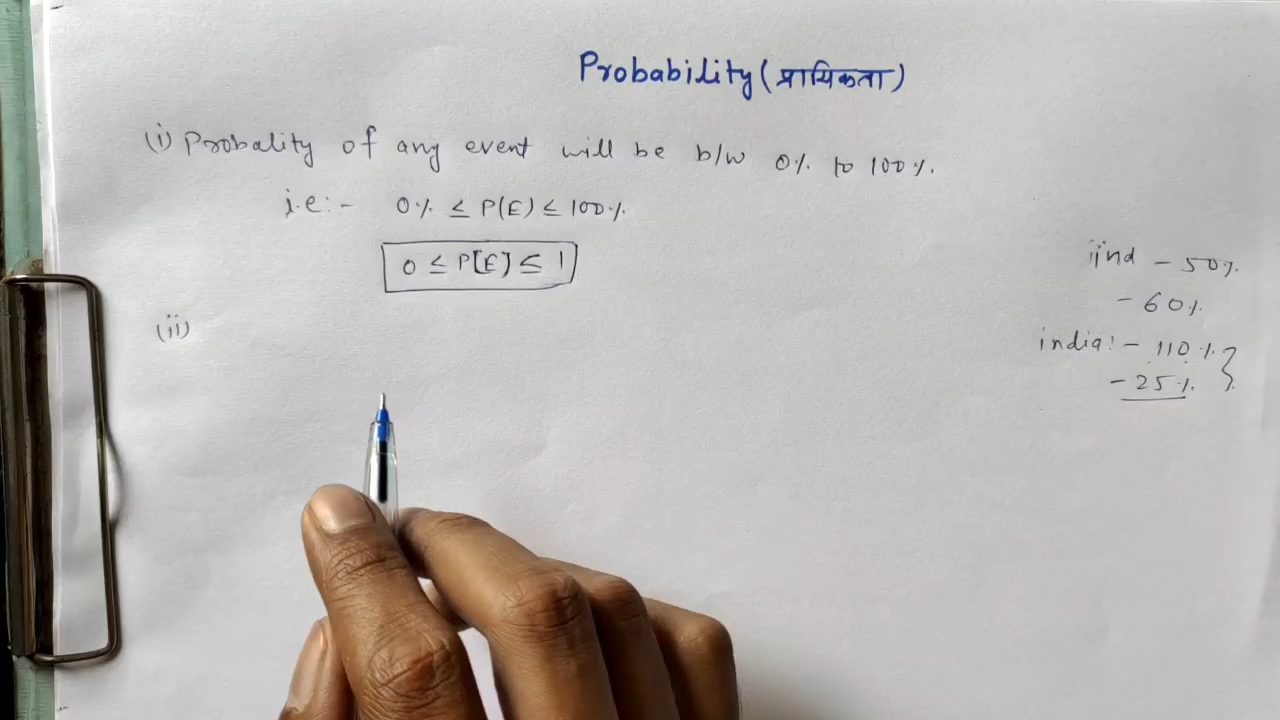 Probability (प्रायिकता)
(i) Probality of any event will be b/w 0% to 100%.
i.e:- 0% ≤ P(E) ≤ 100%.
0 ≤ P[E] ≤ 1
(ii)
iind - 50%.
- 60%.
india:- 110%.
- 25%.